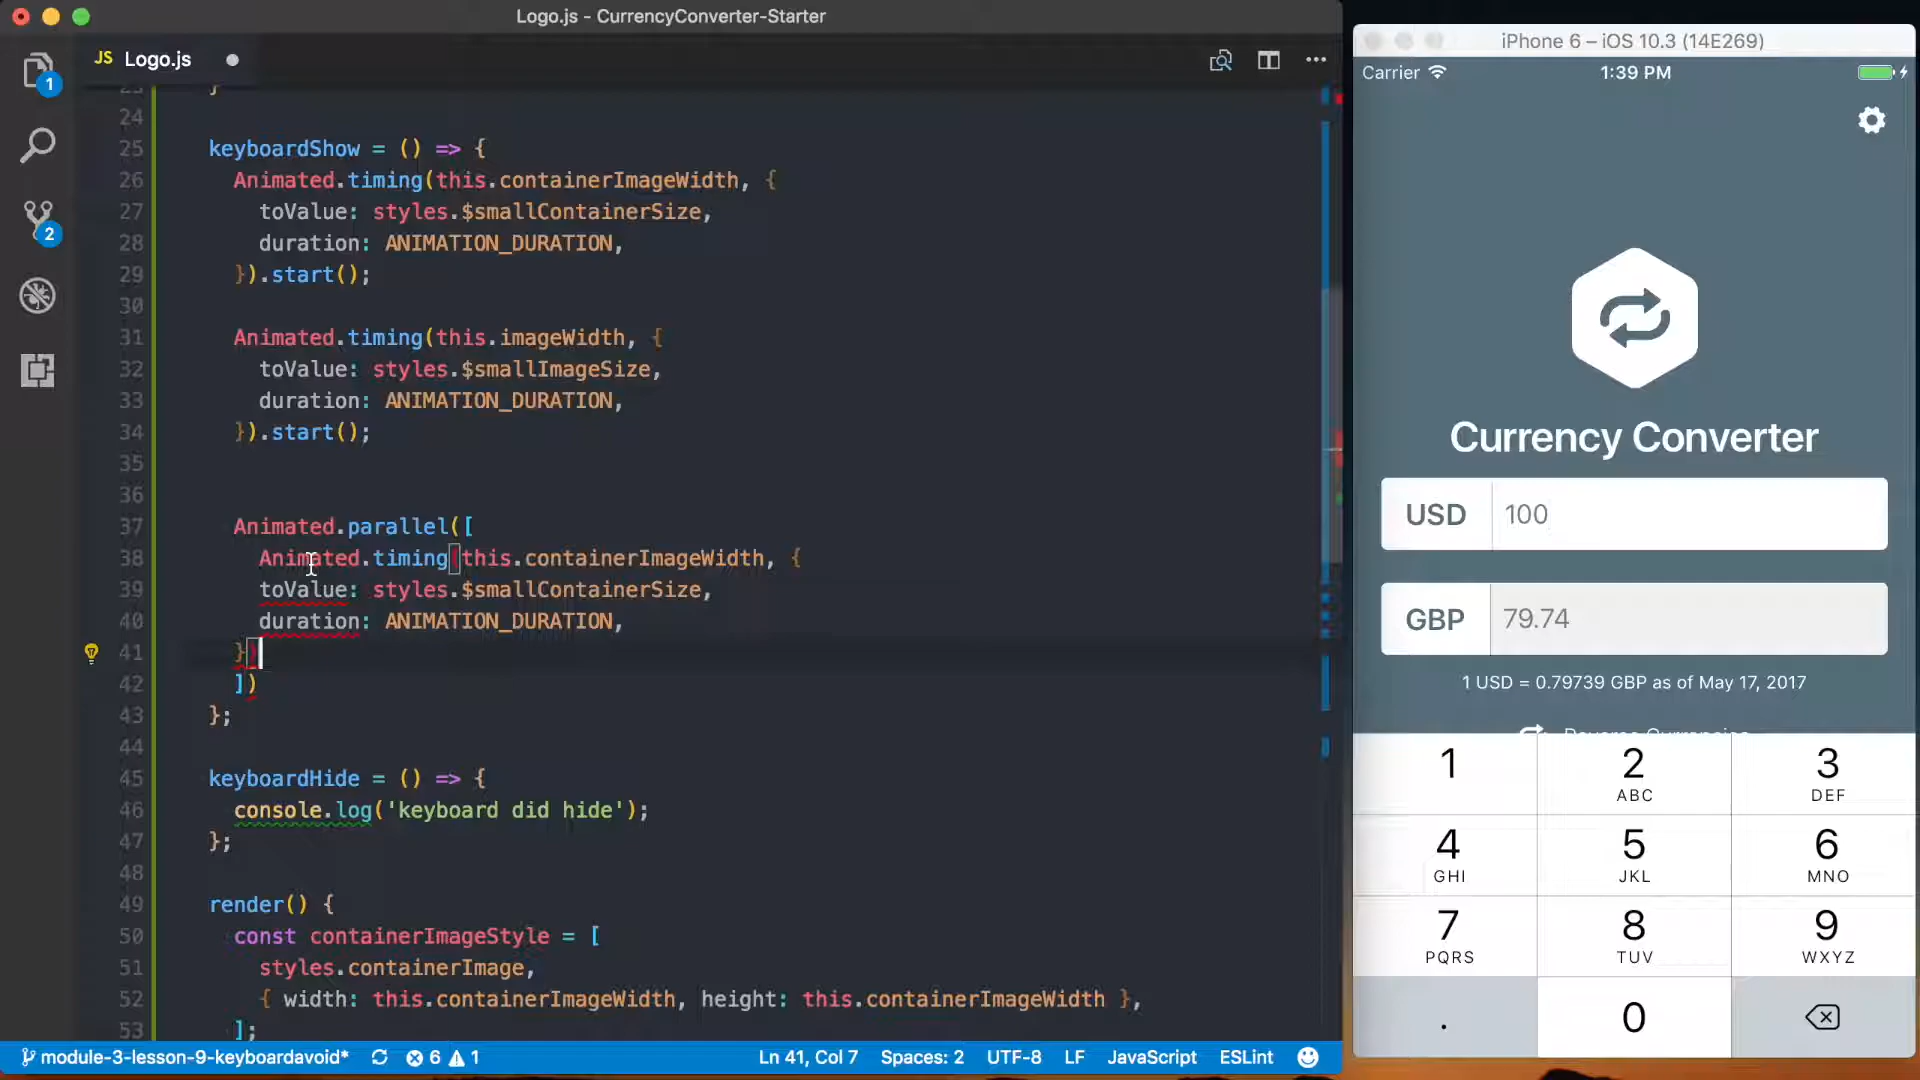 Logo.js - CurrencyConverter-Starter
JS Logo.js
1
2
24
25 keyboardShow = () => {
26 Animated.timing(this.containerImageWidth, {
27 toValue: styles.$smallContainerSize,
28 duration: ANIMATION_DURATION,
29 }).start();
30
31 Animated.timing(this.imageWidth, {
32 toValue: styles.$smallImageSize,
33 duration: ANIMATION_DURATION,
34 }).start();
35
36
37 Animated.parallel([
38 Animated.timing(this.containerImageWidth, {
39 toValue: styles.$smallContainerSize,
40 duration: ANIMATION_DURATION,
41 })
42 ])
43 };
44
45 keyboardHide = () => {
46 console.log('keyboard did hide');
47 };
48
49 render() {
50 const containerImageStyle = [
51 styles.containerImage,
52 { width: this.containerImageWidth, height: this.containerImageWidth },
53 ];
module-3-lesson-9-keyboardavoid* 6 1 Ln 41, Col 7 Spaces: 2 UTF-8 LF JavaScript ESLint
iPhone 6 – iOS 10.3 (14E269)
Carrier 1:39 PM
Currency Converter
USD 100
GBP 79.74
1 USD = 0.79739 GBP as of May 17, 2017
1 2 3
ABC DEF
4 5 6
GHI JKL MNO
7 8 9
PQRS TUV WXYZ
. 0